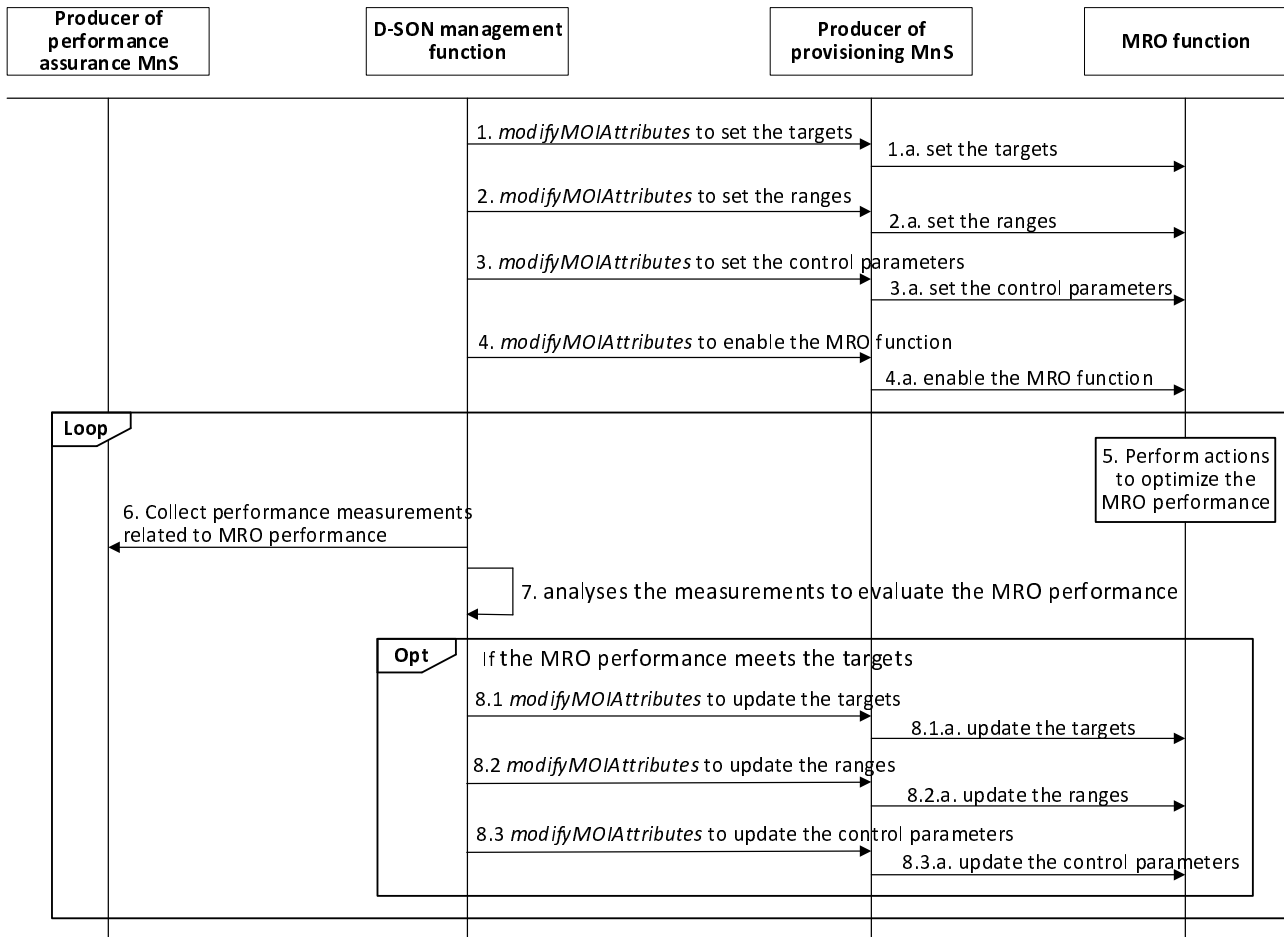 Producer of
performance
assurance MnS
D-SON management
function
Producer of
provisioning MnS
MRO function
1. modifyMOIAttributes to set the targets
1.a. set the targets
2. modifyMOIAttributes to set the ranges
2.a. set the ranges
3. modifyMOIAttributes to set the control parameters
3.a. set the control parameters
4. modifyMOIAttributes to enable the MRO function
4.a. enable the MRO function
Loop
5. Perform actions
to optimize the
MRO performance
6. Collect performance measurements
related to MRO performance
7. analyses the measurements to evaluate the MRO performance
Opt
If the MRO performance meets the targets
8.1 modifyMOIAttributes to update the targets
8.1.a. update the targets
8.2 modifyMOIAttributes to update the ranges
8.2.a. update the ranges
8.3 modifyMOIAttributes to update the control parameters
8.3.a. update the control parameters